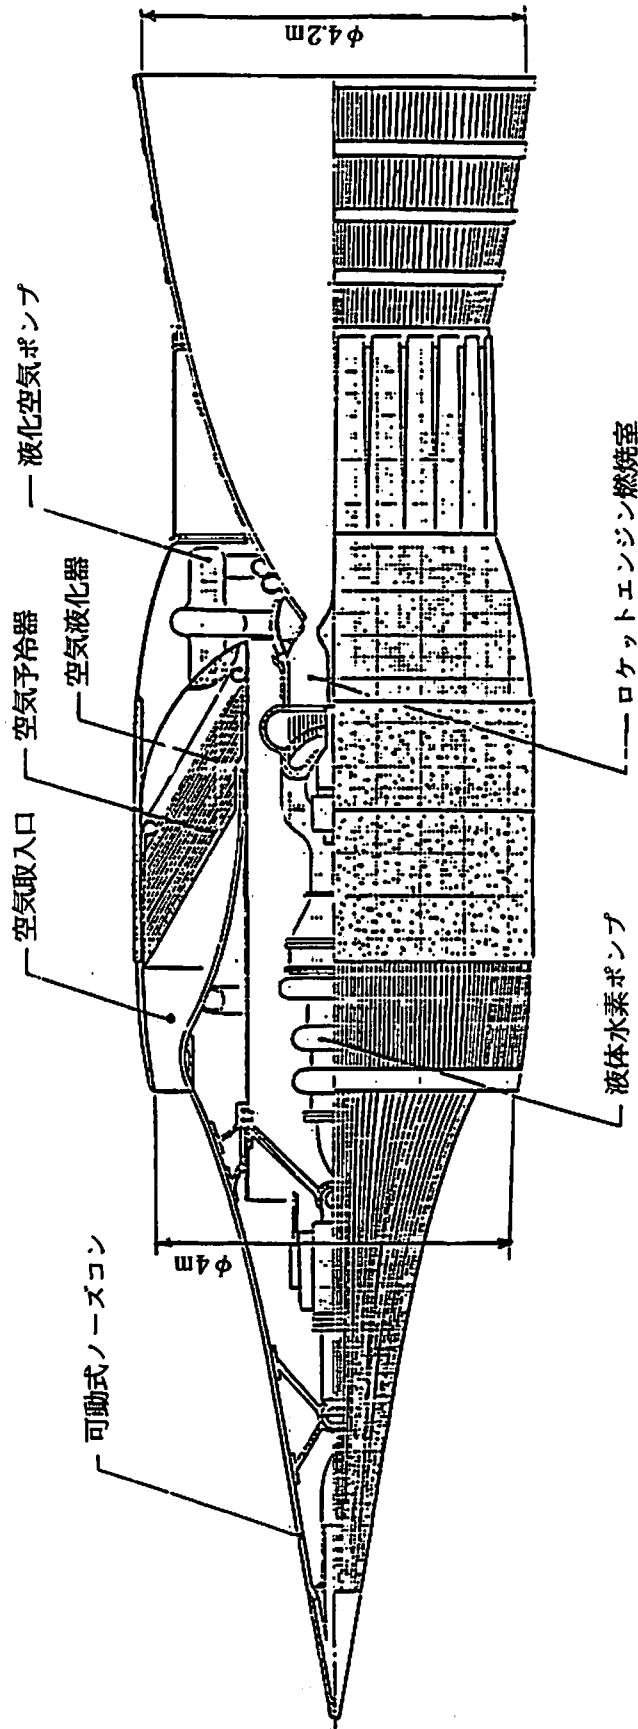 可動式ノーズコン
空気取入口
空気予冷器
空気液化器
液化空気ポンプ
φ4m
φ4.2m
液体水素ポンプ
ロケットエンジン燃焼室